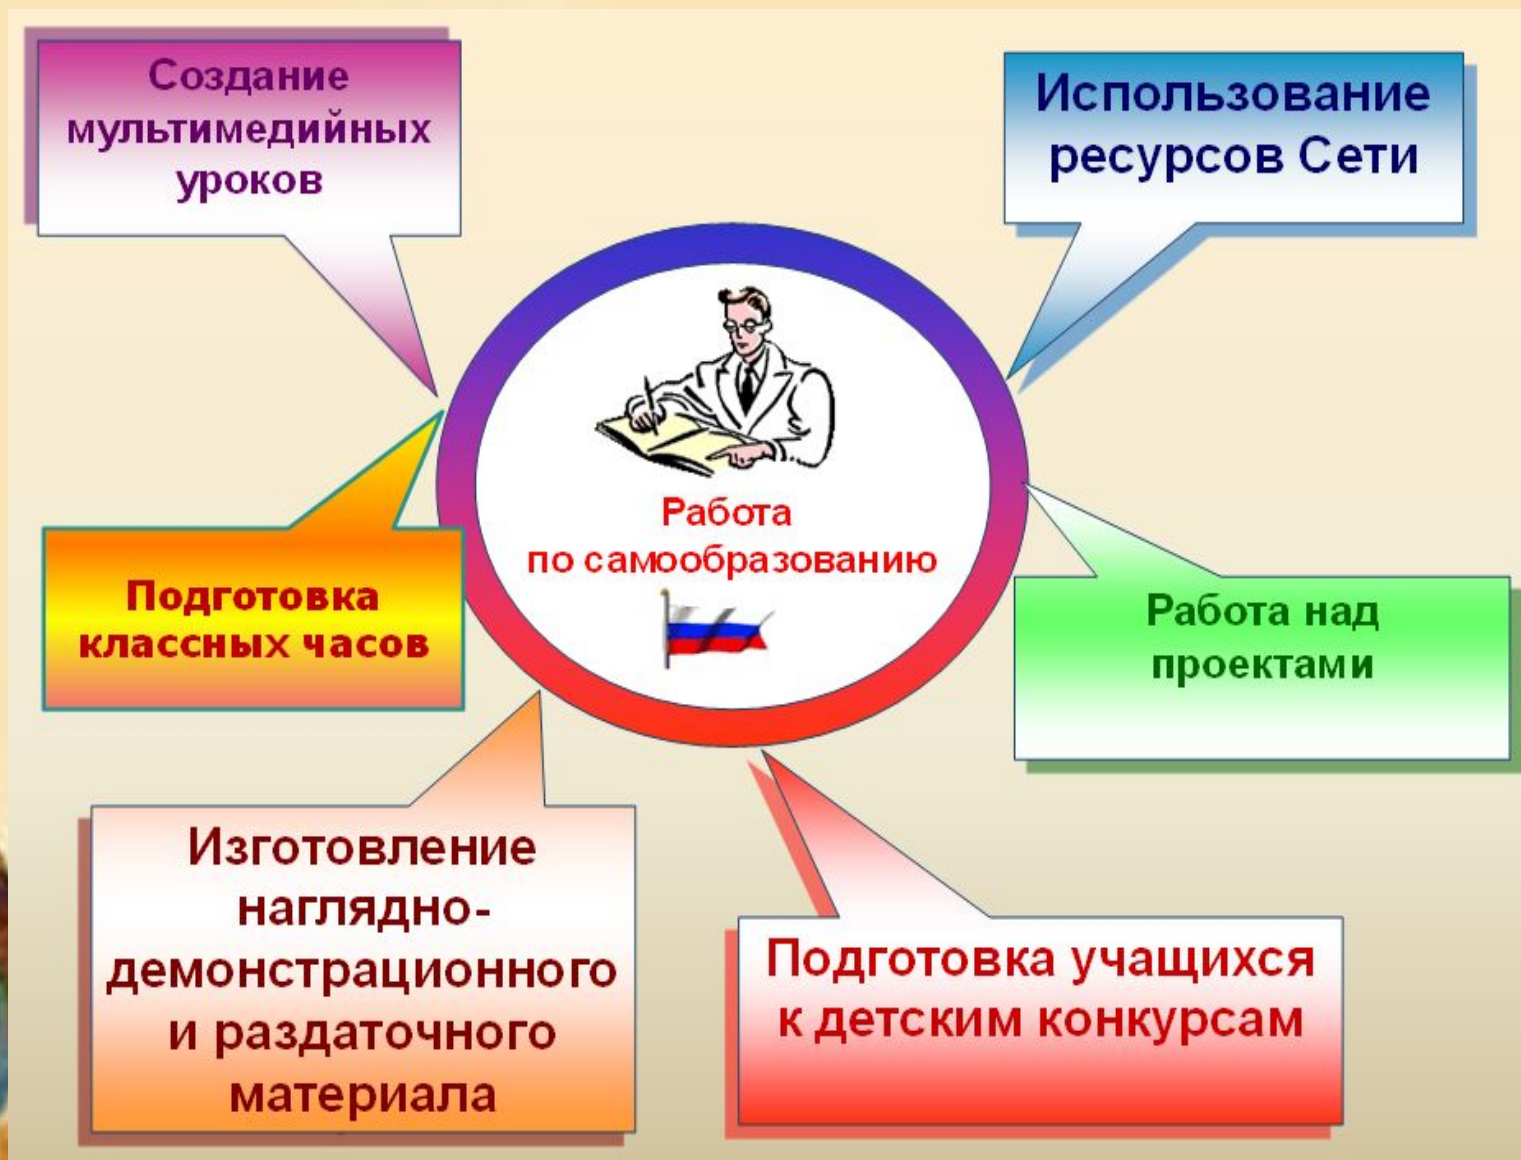 Создание
мультимедийных
уроков
Использование
ресурсов Сети
Работа
по самообразованию
Подготовка
классных часов
Работа над
проектами
Изготовление
наглядно-
демонстрационного
и раздаточного
материала
Подготовка учащихся
к детским конкурсам